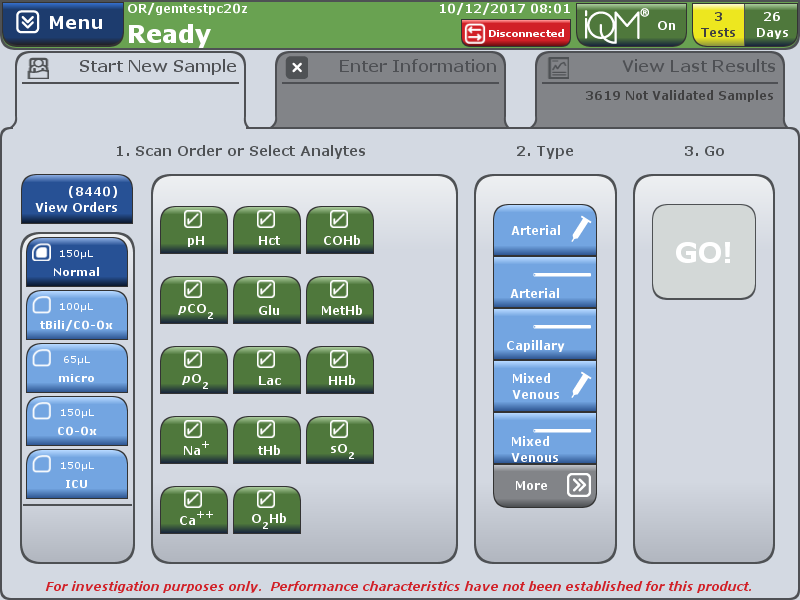 Menu
OR/gemtestpc20z
Ready
10/12/2017 08:01
Disconnected
iQM® On
3
Tests
26
Days
Start New Sample
Enter Information
View Last Results
3619 Not Validated Samples
1. Scan Order or Select Analytes
2. Type
3. Go
(8440)
View Orders
150µL
Normal
100µL
tBili/CO-Ox
65µL
micro
150µL
CO-Ox
150µL
ICU
pH
Hct
COHb
pCO2
Glu
MetHb
pO2
Lac
HHb
Na+
tHb
sO2
Ca++
O2Hb
Arterial
Arterial
Capillary
Mixed
Venous
Mixed
Venous
More
GO!
For investigation purposes only. Performance characteristics have not been established for this product.